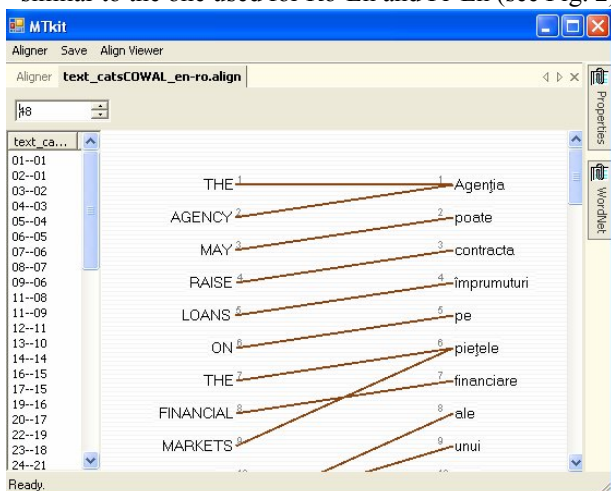 similar to the one used for Ro-En and Fr-En (see Fig. 2
MTkit
Aligner Save Align Viewer
Aligner text_catsCOWAL_en-ro.align
48
text_ca...
01--01
02--01
03--02
04--03
05--04
06--05
07--06
08--07
09--06
11--08
11--09
12--11
13--10
14--14
16--15
17--15
19--16
20--17
22--19
23--18
24--21
THE 1 1 Agenţia
AGENCY 2 2 poate
MAY 3 3 contracta
RAISE 4 4 împrumuturi
LOANS 5 5 pe
ON 6 6 pieţele
THE 7 7 financiare
FINANCIAL 8 8 ale
MARKETS 9 9 unui
Properties
WordNet
Ready.